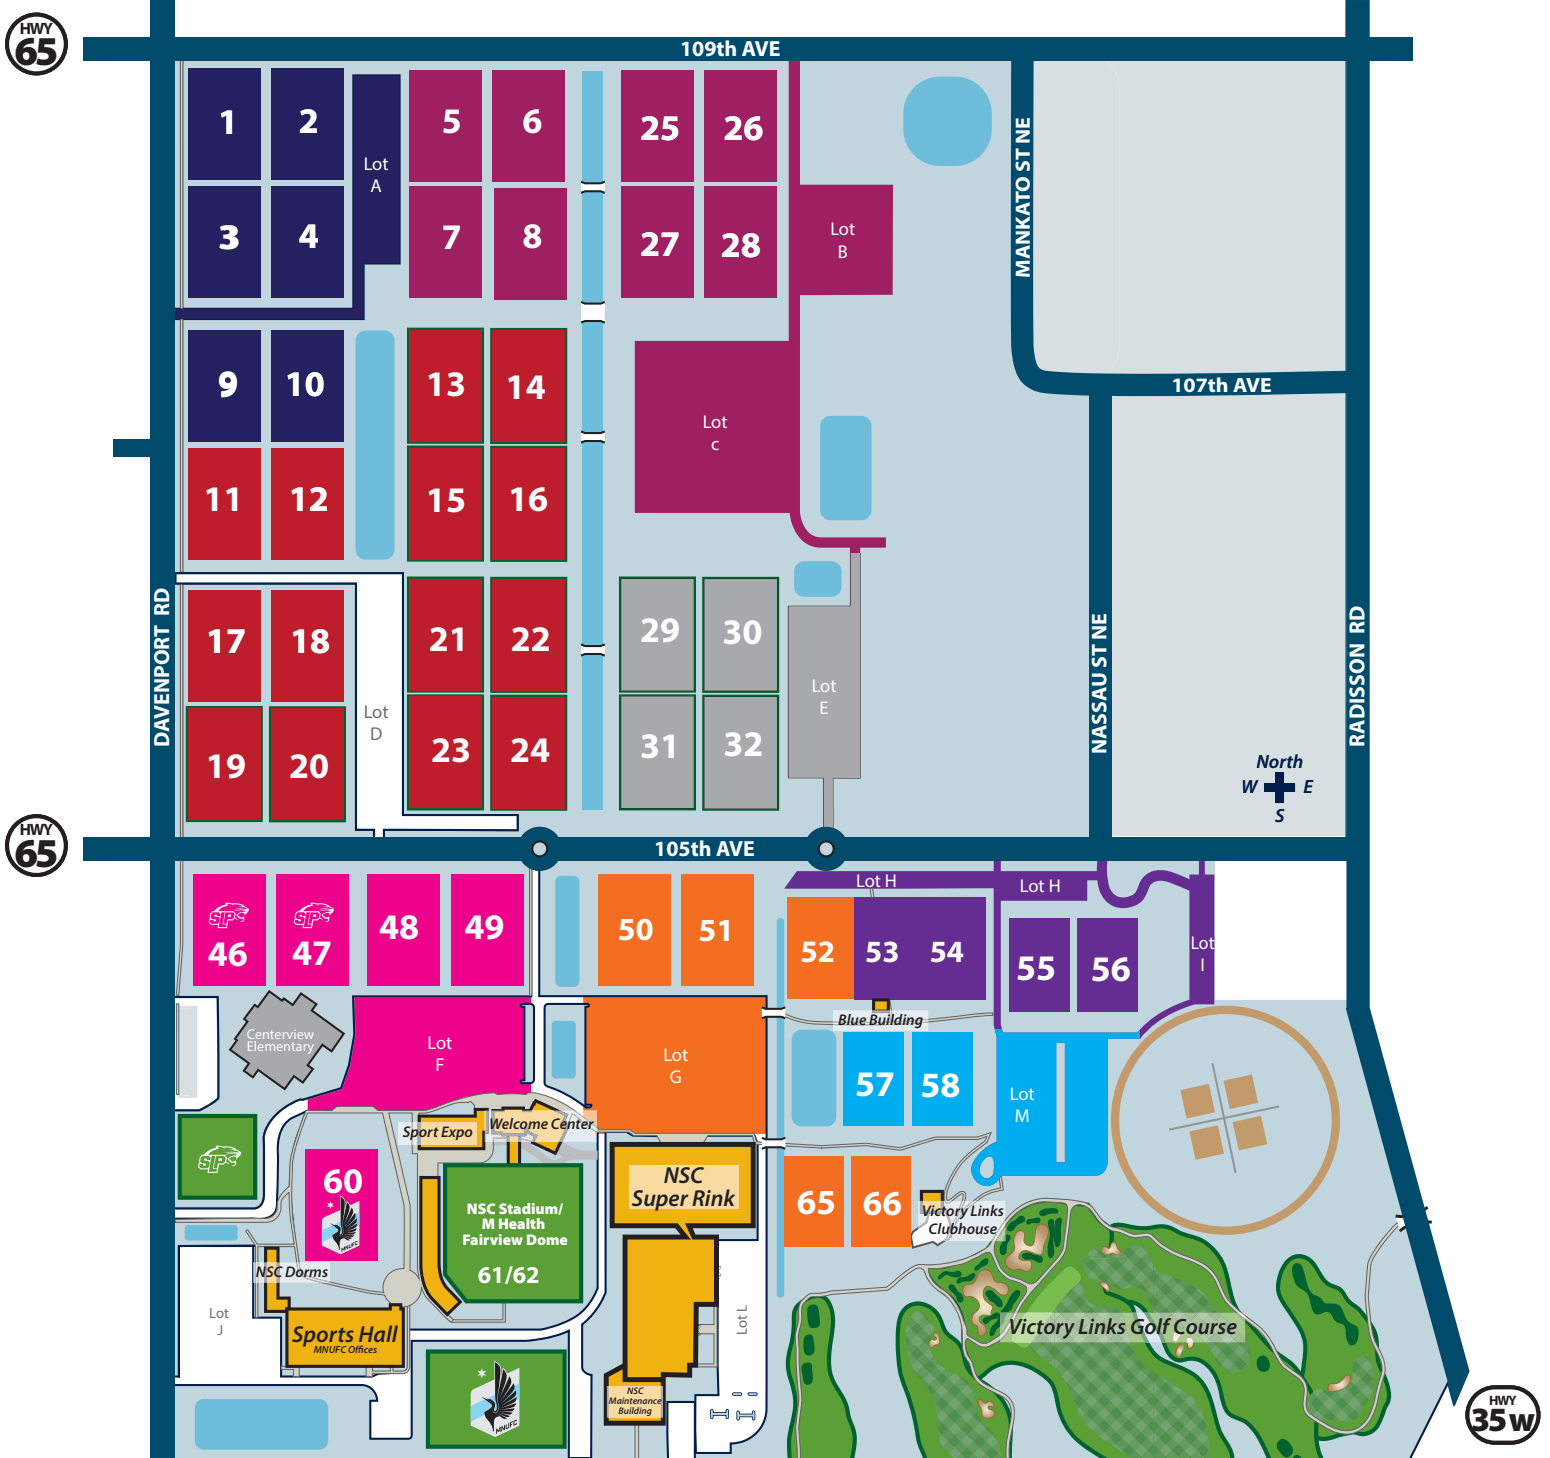 HWY
65
109th AVE
1
2
Lot
A
5
6
25
26
MANKATO ST NE
3
4
7
8
27
28
Lot
B
9
10
13
14
107th AVE
Lot
c
11
12
15
16
DAVENPORT RD
17
18
21
22
29
30
NASSAU ST NE
RADISSON RD
Lot
D
Lot
E
19
20
23
24
31
32
North
W
E
S
HWY
65
105th AVE
Lot H
Lot H
STP
46
STP
47
48
49
50
51
52
53
54
55
56
Lot
I
Blue Building
Centerview
Elementary
Lot
F
Lot
G
57
58
Lot
M
Sport Expo
Welcome Center
STP
60
MNUFC
NSC Stadium/
M Health
Fairview Dome
61/62
NSC
Super Rink
65
66
Victory Links
Clubhouse
NSC Dorms
Lot
J
Sports Hall
MNUFC Offices
Lot L
Victory Links Golf Course
MNUFC
NSC
Maintenance
Building
HWY
35W